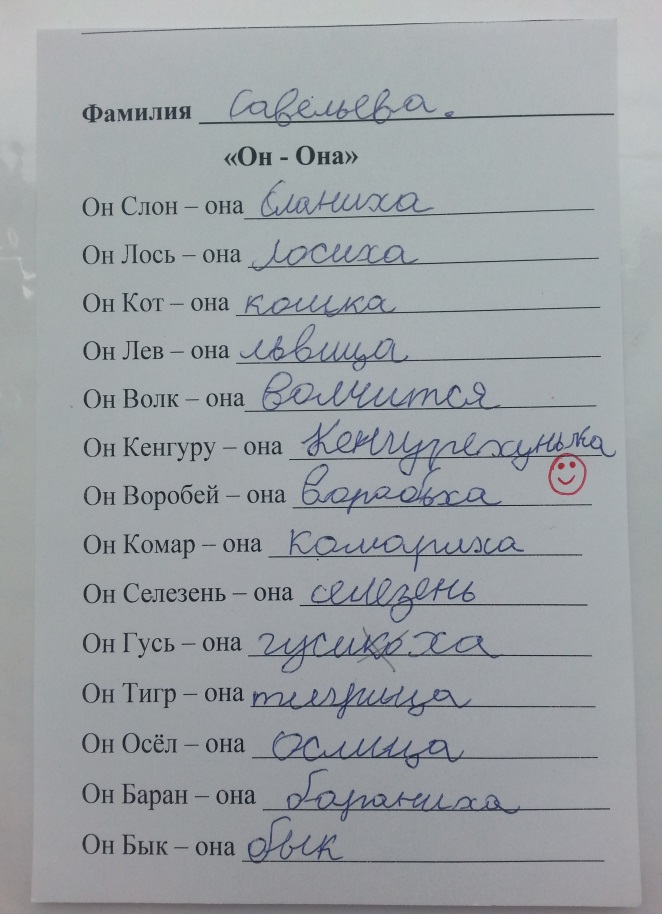 Фамилия Савельева.
«Он - Она»
Он Слон – она Сланиха
Он Лось – она Лосиха
Он Кот – она кошка
Он Лев – она львица
Он Волк – она Волчится
Он Кенгуру – она Кенгурехунька
Он Воробей – она Варабьха
Он Комар – она Комариха
Он Селезень – она селезень
Он Гусь – она гусиха
Он Тигр – она тигрица
Он Осёл – она Ослица
Он Баран – она бараниха
Он Бык – она бык